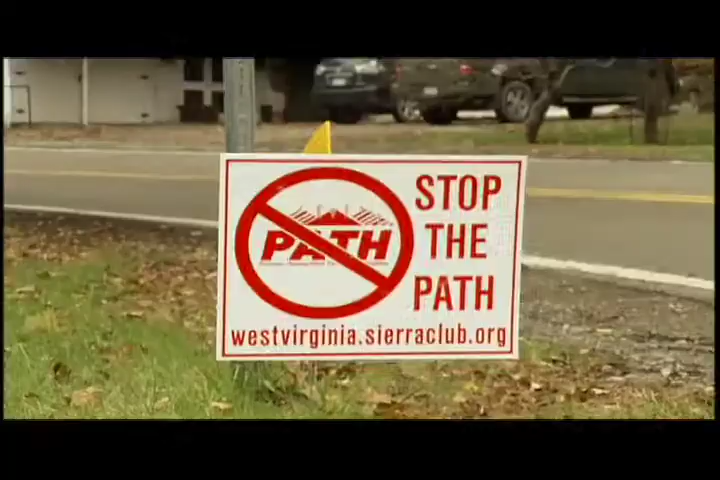 PATH
STOP
THE
PATH
westvirginia.sierraclub.org